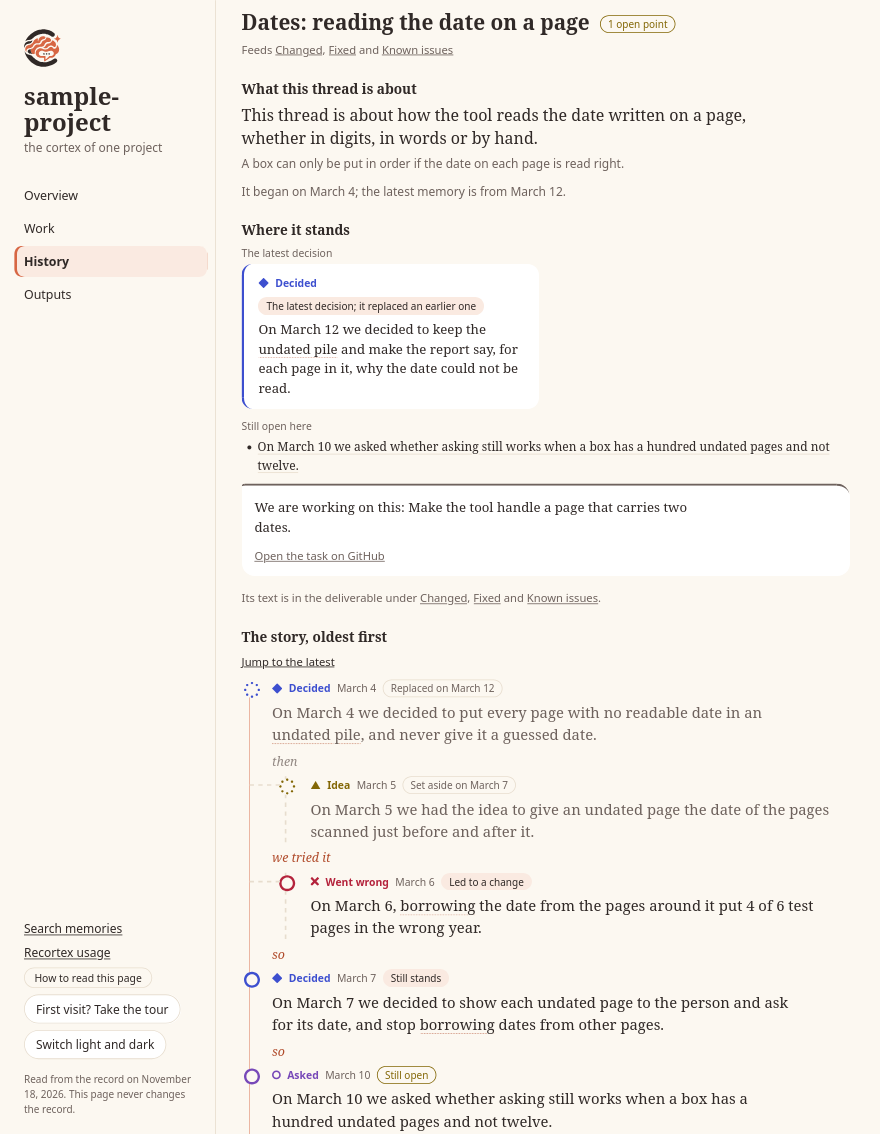 sample-
project
the cortex of one project
Overview
Work
History
Outputs
Search memories
Recortex usage
How to read this page
First visit? Take the tour
Switch light and dark
Read from the record on November
18, 2026. This page never changes
the record.
Dates: reading the date on a page
1 open point
Feeds Changed, Fixed and Known issues
What this thread is about
This thread is about how the tool reads the date written on a page,
whether in digits, in words or by hand.
A box can only be put in order if the date on each page is read right.
It began on March 4; the latest memory is from March 12.
Where it stands
The latest decision
Decided
The latest decision; it replaced an earlier one
On March 12 we decided to keep the
undated pile and make the report say, for
each page in it, why the date could not be
read.
Still open here
• On March 10 we asked whether asking still works when a box has a hundred undated pages and not
twelve.
We are working on this: Make the tool handle a page that carries two
dates.
Open the task on GitHub
Its text is in the deliverable under Changed, Fixed and Known issues.
The story, oldest first
Jump to the latest
Decided March 4 Replaced on March 12
On March 4 we decided to put every page with no readable date in an
undated pile, and never give it a guessed date.
then
Idea March 5 Set aside on March 7
On March 5 we had the idea to give an undated page the date of the pages
scanned just before and after it.
we tried it
Went wrong March 6 Led to a change
On March 6, borrowing the date from the pages around it put 4 of 6 test
pages in the wrong year.
so
Decided March 7 Still stands
On March 7 we decided to show each undated page to the person and ask
for its date, and stop borrowing dates from other pages.
so
Asked March 10 Still open
On March 10 we asked whether asking still works when a box has a
hundred undated pages and not twelve.